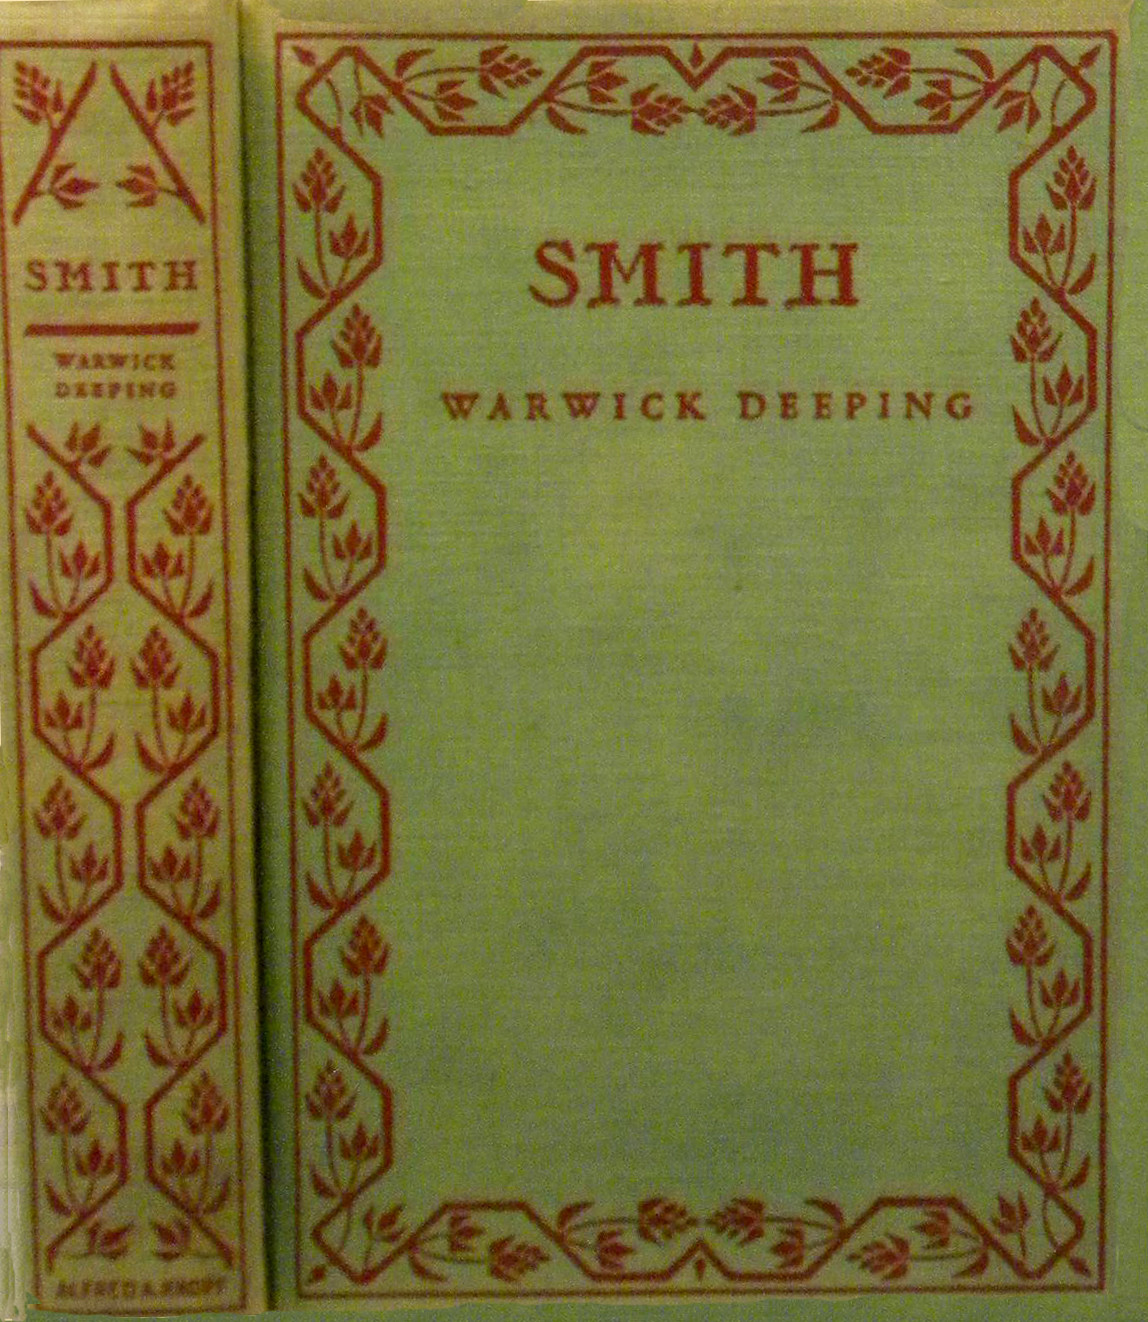 SMITH
WARWICK
DEEPING
ALFRED A. KNOPF
SMITH
WARWICK DEEPING